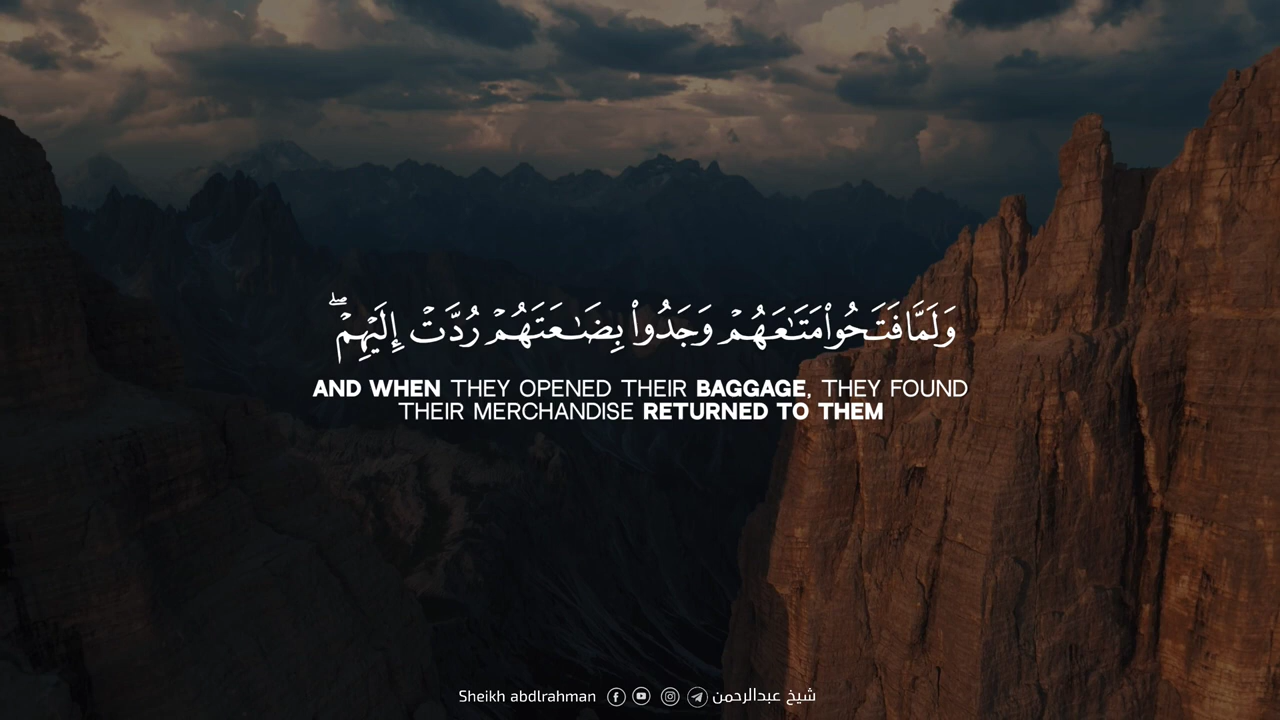 وَلَمَّا فَتَحُوا۟ مَتَـٰعَهُمْ وَجَدُوا۟ بِضَـٰعَتَهُمْ رُدَّتْ إِلَيْهِمْ ۖ
AND WHEN THEY OPENED THEIR BAGGAGE, THEY FOUND
THEIR MERCHANDISE RETURNED TO THEM
Sheikh abdlrahman شيخ عبدالرحمن